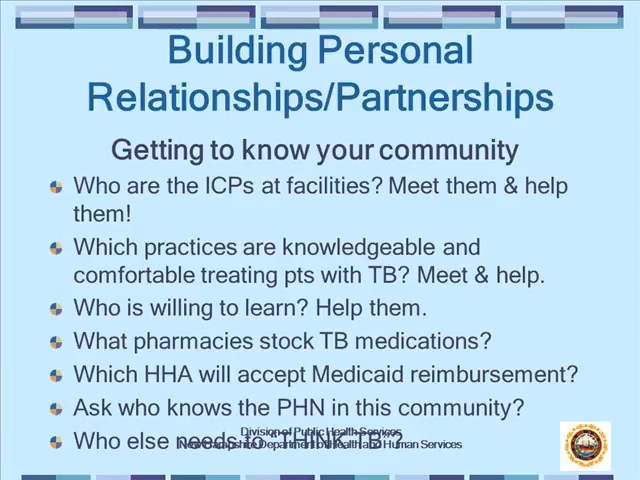 Building Personal
Relationships/Partnerships
Getting to know your community
Who are the ICPs at facilities? Meet them & help
them!
Which practices are knowledgeable and
comfortable treating pts with TB? Meet & help.
Who is willing to learn? Help them.
What pharmacies stock TB medications?
Which HHA will accept Medicaid reimbursement?
Ask who knows the PHN in this community?
Who else needs to "THINK TB"?
Division of Public Health Services
New Hampshire Department of Health and Human Services